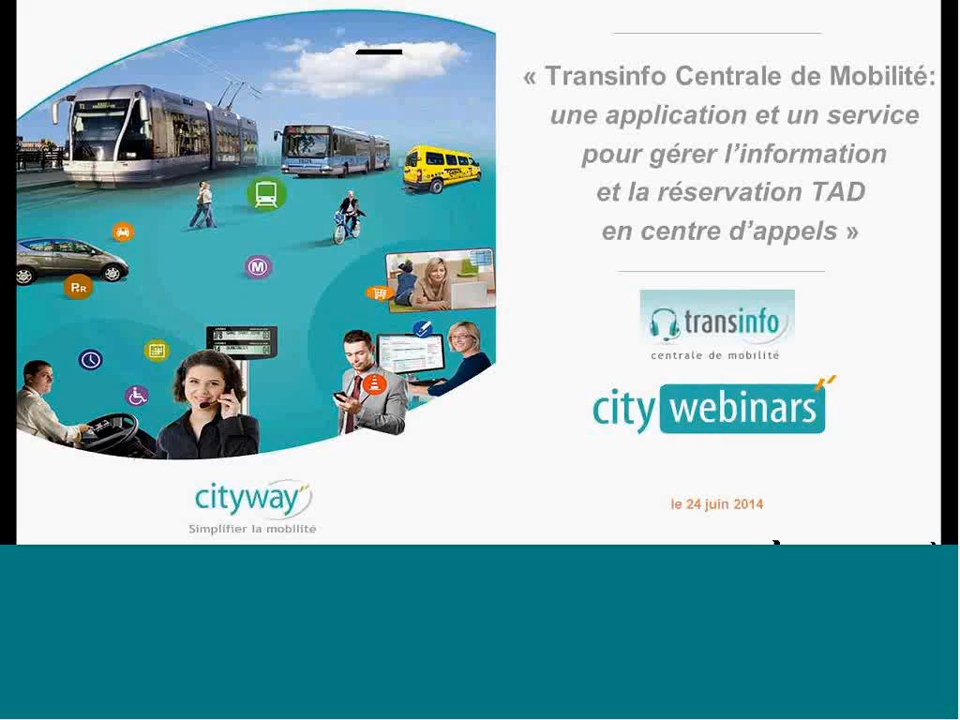 « Transinfo Centrale de Mobilité:
une application et un service
pour gérer l’information
et la réservation TAD
en centre d’appels »
transinfo
centrale de mobilité
city webinars
cityway
Simplifier la mobilité
le 24 juin 2014
M